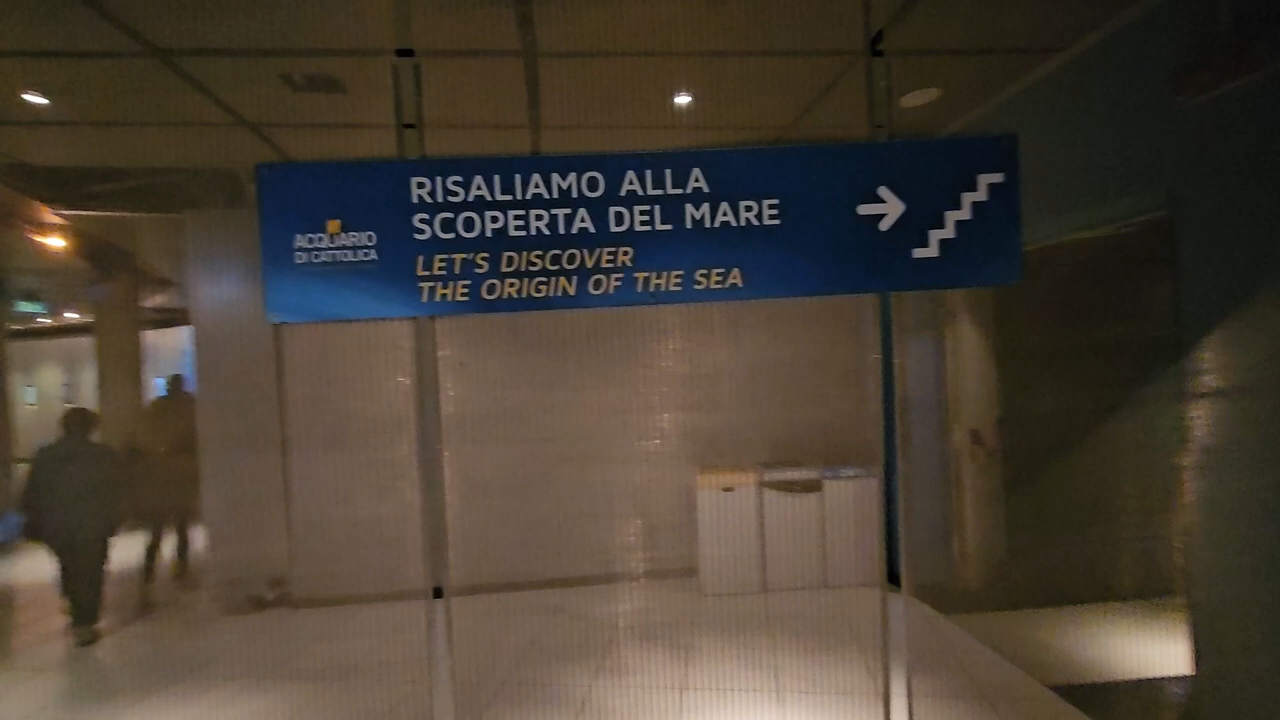 ACQUARIO
DI CATTOLICA
RISALIAMO ALLA
SCOPERTA DEL MARE
LET'S DISCOVER
THE ORIGIN OF THE SEA